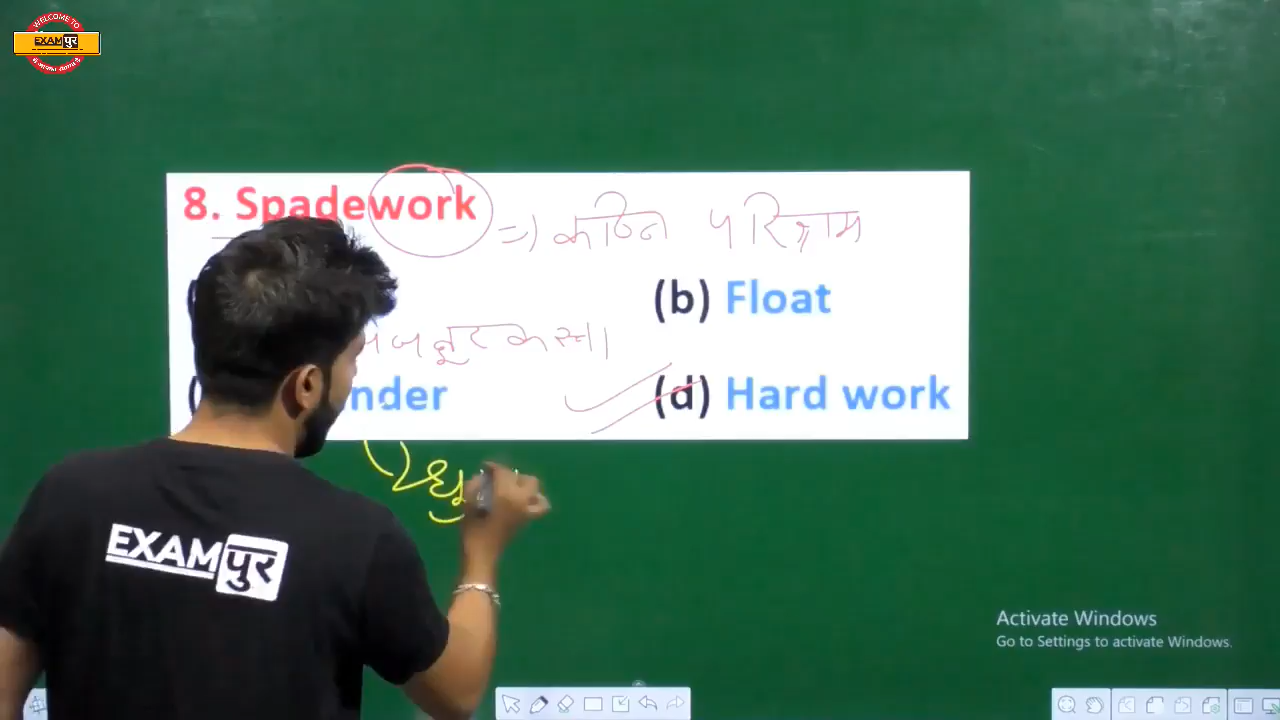 WELCOME TO
EXAMपुर
8. Spadework
=) कठिन परिश्रम
(b) Float
मजबूर करना।
nder
(d) Hard work
EXAMपुर
Activate Windows
Go to Settings to activate Windows.